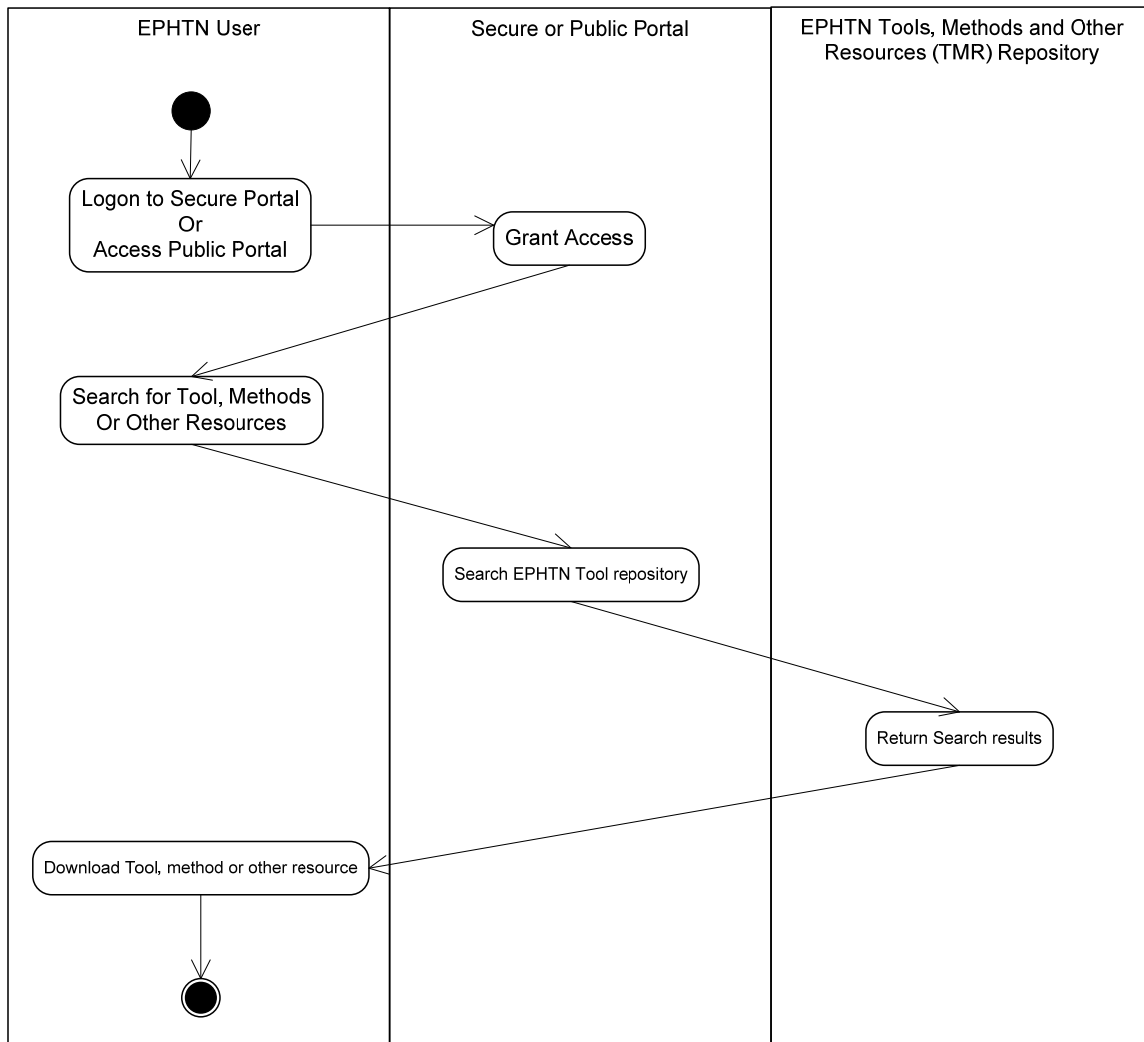 EPHTN User
Secure or Public Portal
EPHTN Tools, Methods and Other
Resources (TMR) Repository
Logon to Secure Portal
Or
Access Public Portal
Grant Access
Search for Tool, Methods
Or Other Resources
Search EPHTN Tool repository
Return Search results
Download Tool, method or other resource